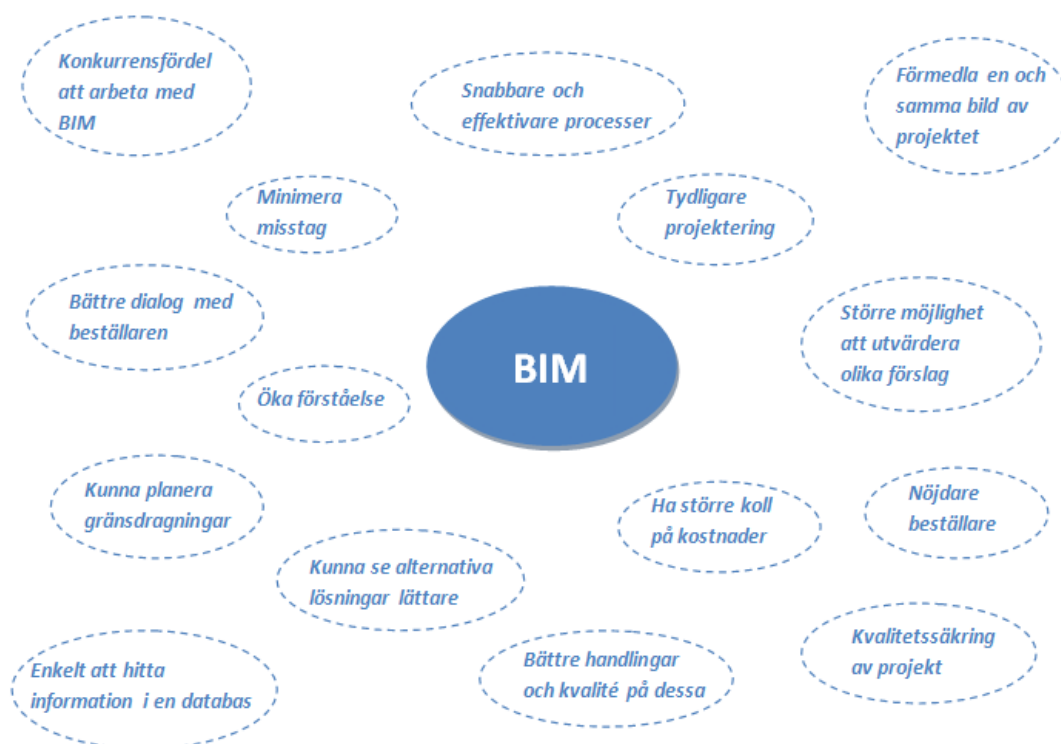 Konkurrensfördel
att arbeta med
BIM
Snabbare och
effektivare processer
Förmedla en och
samma bild av
projektet
Minimera
misstag
Tydligare
projektering
Bättre dialog med
beställaren
Större möjlighet
att utvärdera
olika förslag
BIM
Öka förståelse
Kunna planera
gränsdragningar
Ha större koll
på kostnader
Nöjdare
beställare
Kunna se alternativa
lösningar lättare
Kvalitetssäkring
av projekt
Enkelt att hitta
information i en databas
Bättre handlingar
och kvalité på dessa